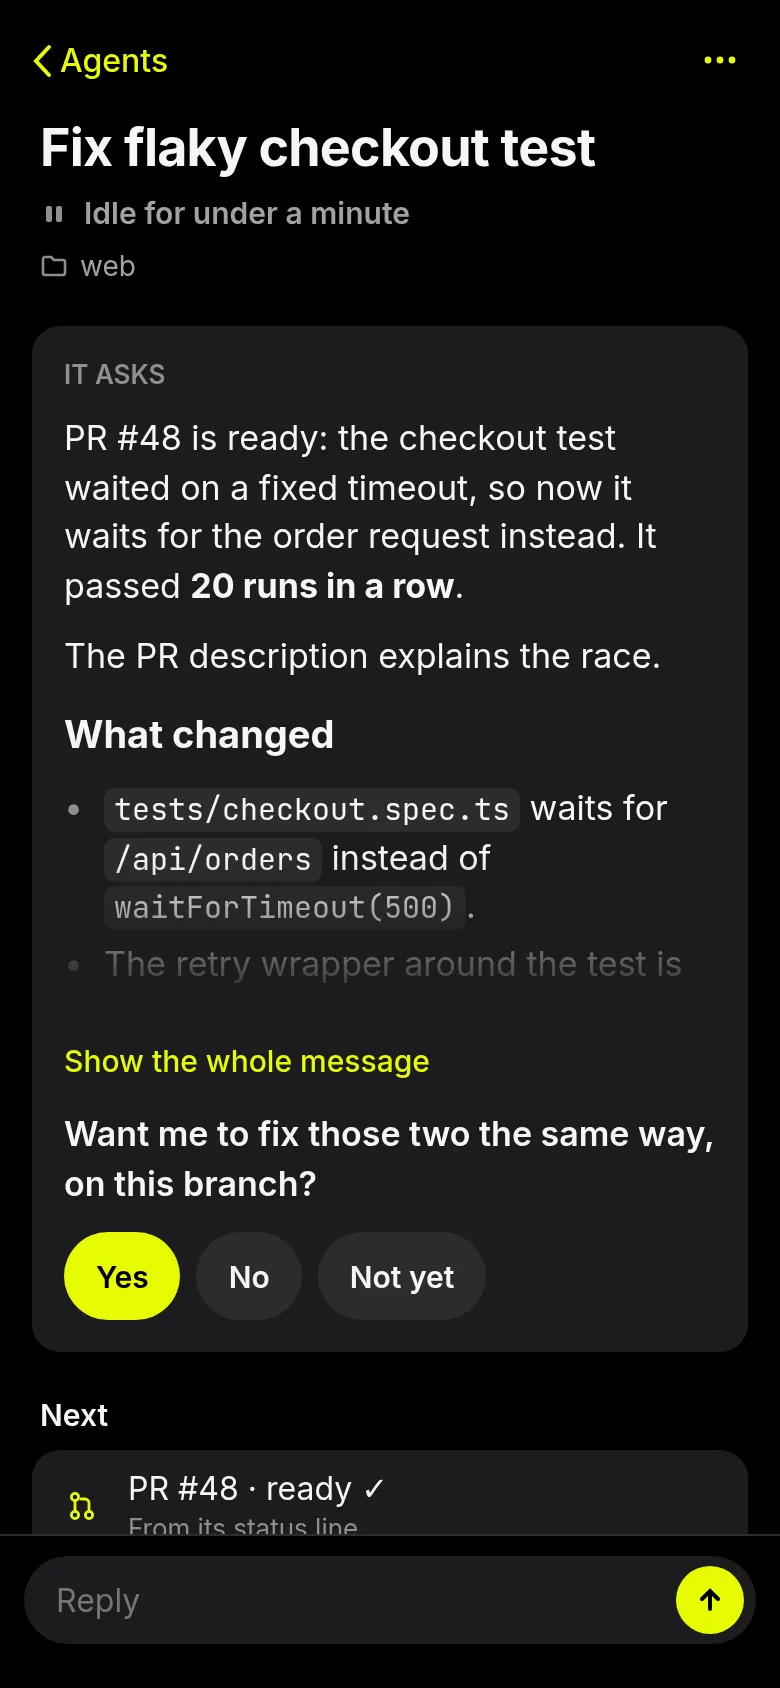 Agents
Fix flaky checkout test
Idle for under a minute
web
IT ASKS
PR #48 is ready: the checkout test
waited on a fixed timeout, so now it
waits for the order request instead. It
passed 20 runs in a row.
The PR description explains the race.
What changed
• tests/checkout.spec.ts waits for
/api/orders instead of
waitForTimeout(500).
• The retry wrapper around the test is
Show the whole message
Want me to fix those two the same way,
on this branch?
Yes No Not yet
Next
PR #48 · ready ✓
From its status line
Reply